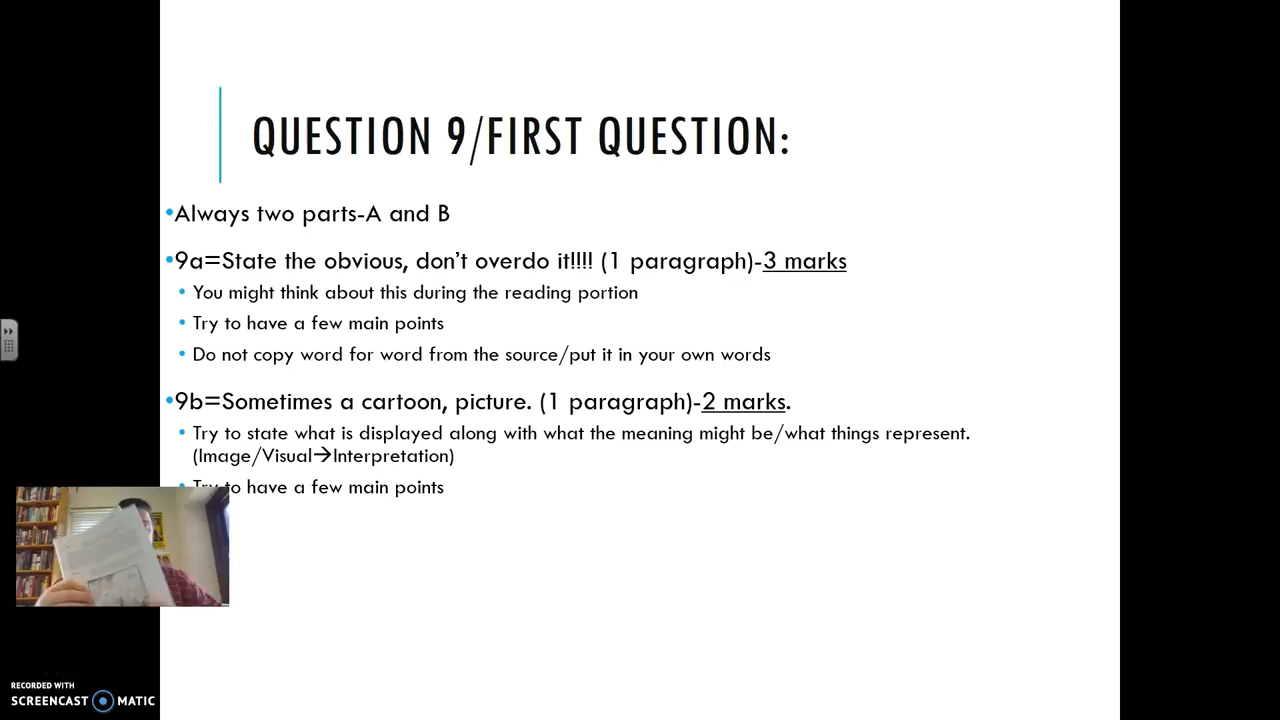 QUESTION 9/FIRST QUESTION:
•Always two parts-A and B
•9a=State the obvious, don’t overdo it!!!! (1 paragraph)-3 marks
• You might think about this during the reading portion
• Try to have a few main points
• Do not copy word for word from the source/put it in your own words
•9b=Sometimes a cartoon, picture. (1 paragraph)-2 marks.
• Try to state what is displayed along with what the meaning might be/what things represent.
(Image/Visual→Interpretation)
• Try to have a few main points
RECORDED WITH
SCREENCAST MATIC